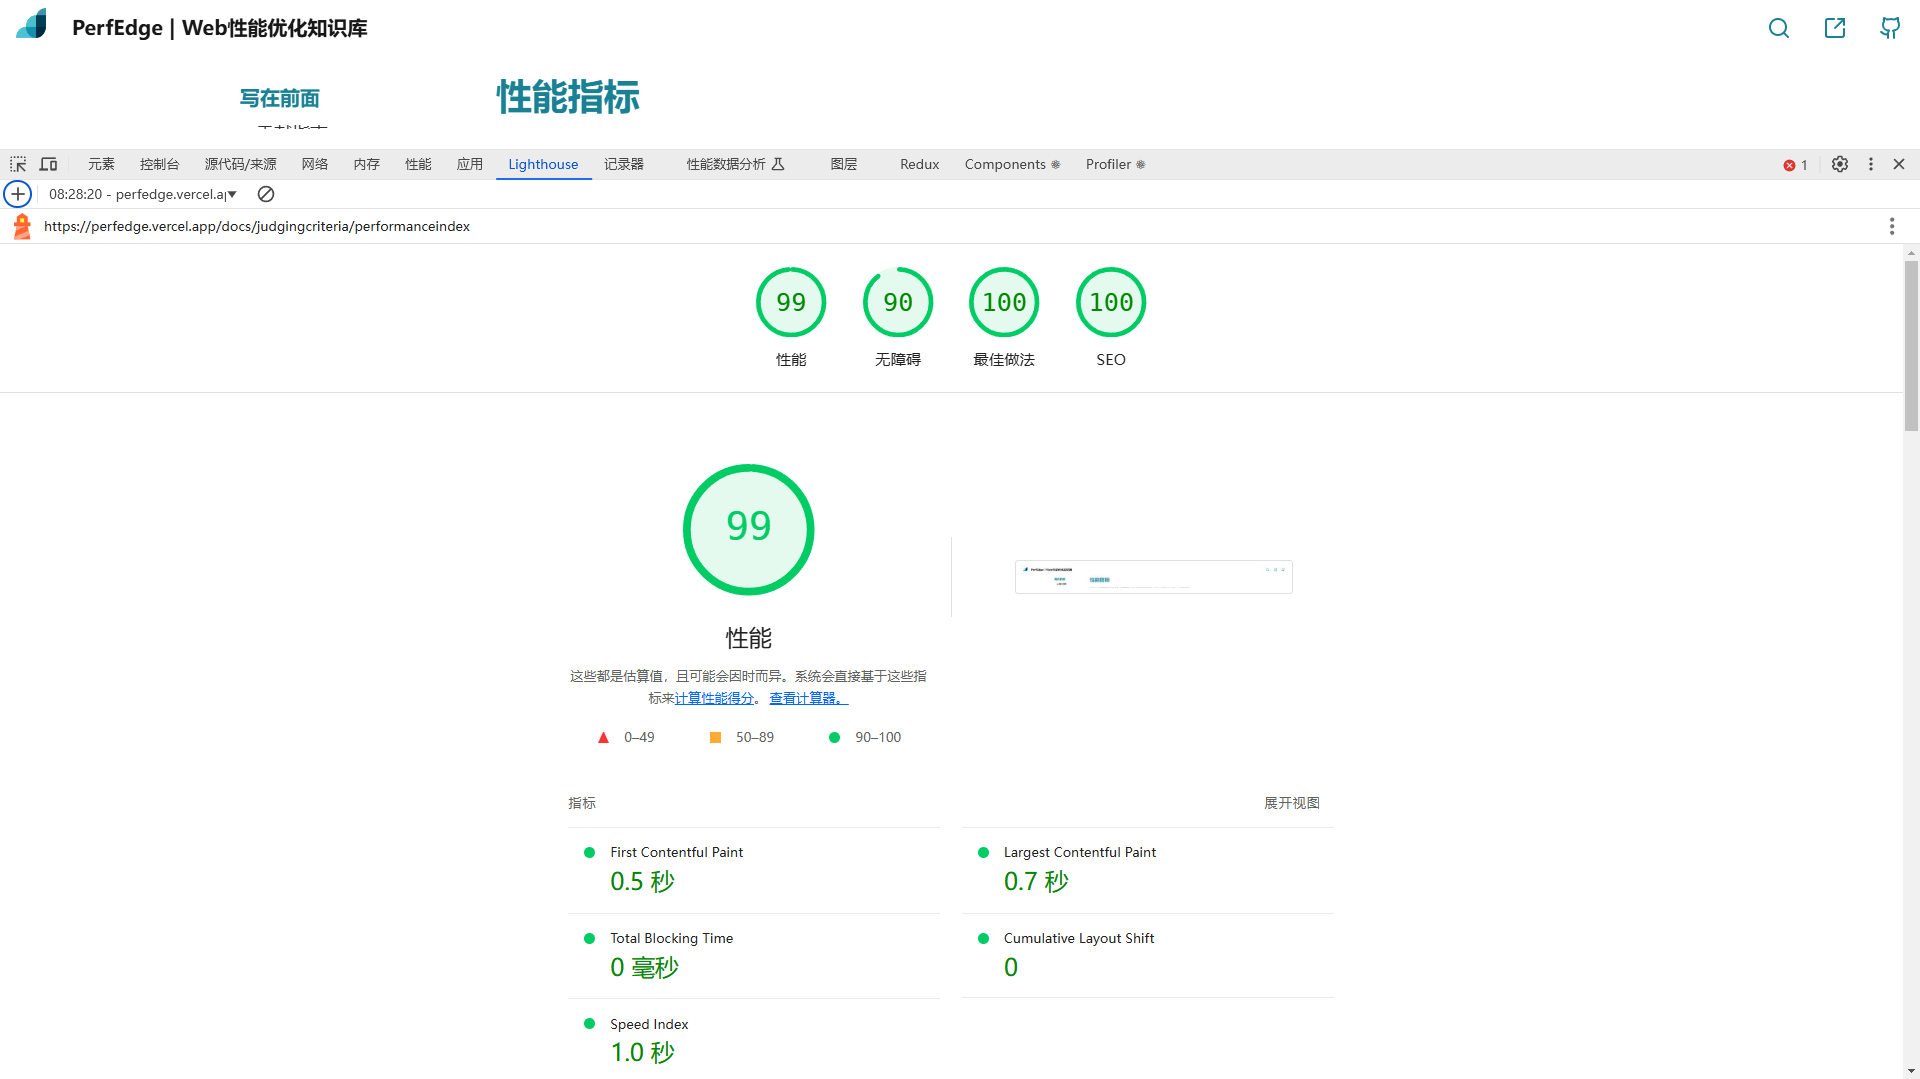 PerfEdge | Web性能优化知识库
写在前面
性能指标
元素 控制台 源代码/来源 网络 内存 性能 应用 Lighthouse 记录器 性能数据分析 图层 Redux Components Profiler 1
08:28:20 - perfedge.vercel.a
https://perfedge.vercel.app/docs/judgingcriteria/performanceindex
99 90 100 100
性能 无障碍 最佳做法 SEO
99
性能
这些都是估算值，且可能会因时而异。系统会直接基于这些指
标来计算性能得分。 查看计算器。
0–49 50–89 90–100
指标 展开视图
First Contentful Paint
0.5 秒
Largest Contentful Paint
0.7 秒
Total Blocking Time
0 毫秒
Cumulative Layout Shift
0
Speed Index
1.0 秒